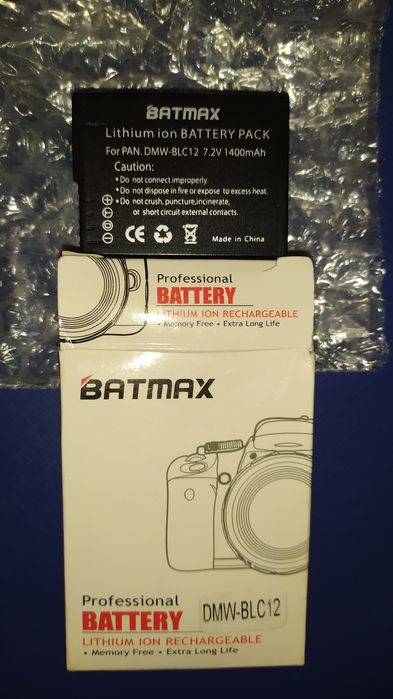 BATMAX
Lithium ion BATTERY PACK
For PAN. DMW-BLC12 7.2V 1400mAh
Caution:
• Do not connect improperly.
• Do not dispose in fire or expose to excess heat.
• Do not crush, puncture,incinerate,
or short circuit external contacts.
CE Made in China
Professional
BATTERY
LITHIUM ION RECHARGEABLE
• Memory Free • Extra Long Life
BATMAX
Professional
BATTERY
DMW-BLC12
LITHIUM ION RECHARGEABLE
• Memory Free • Extra Long Life